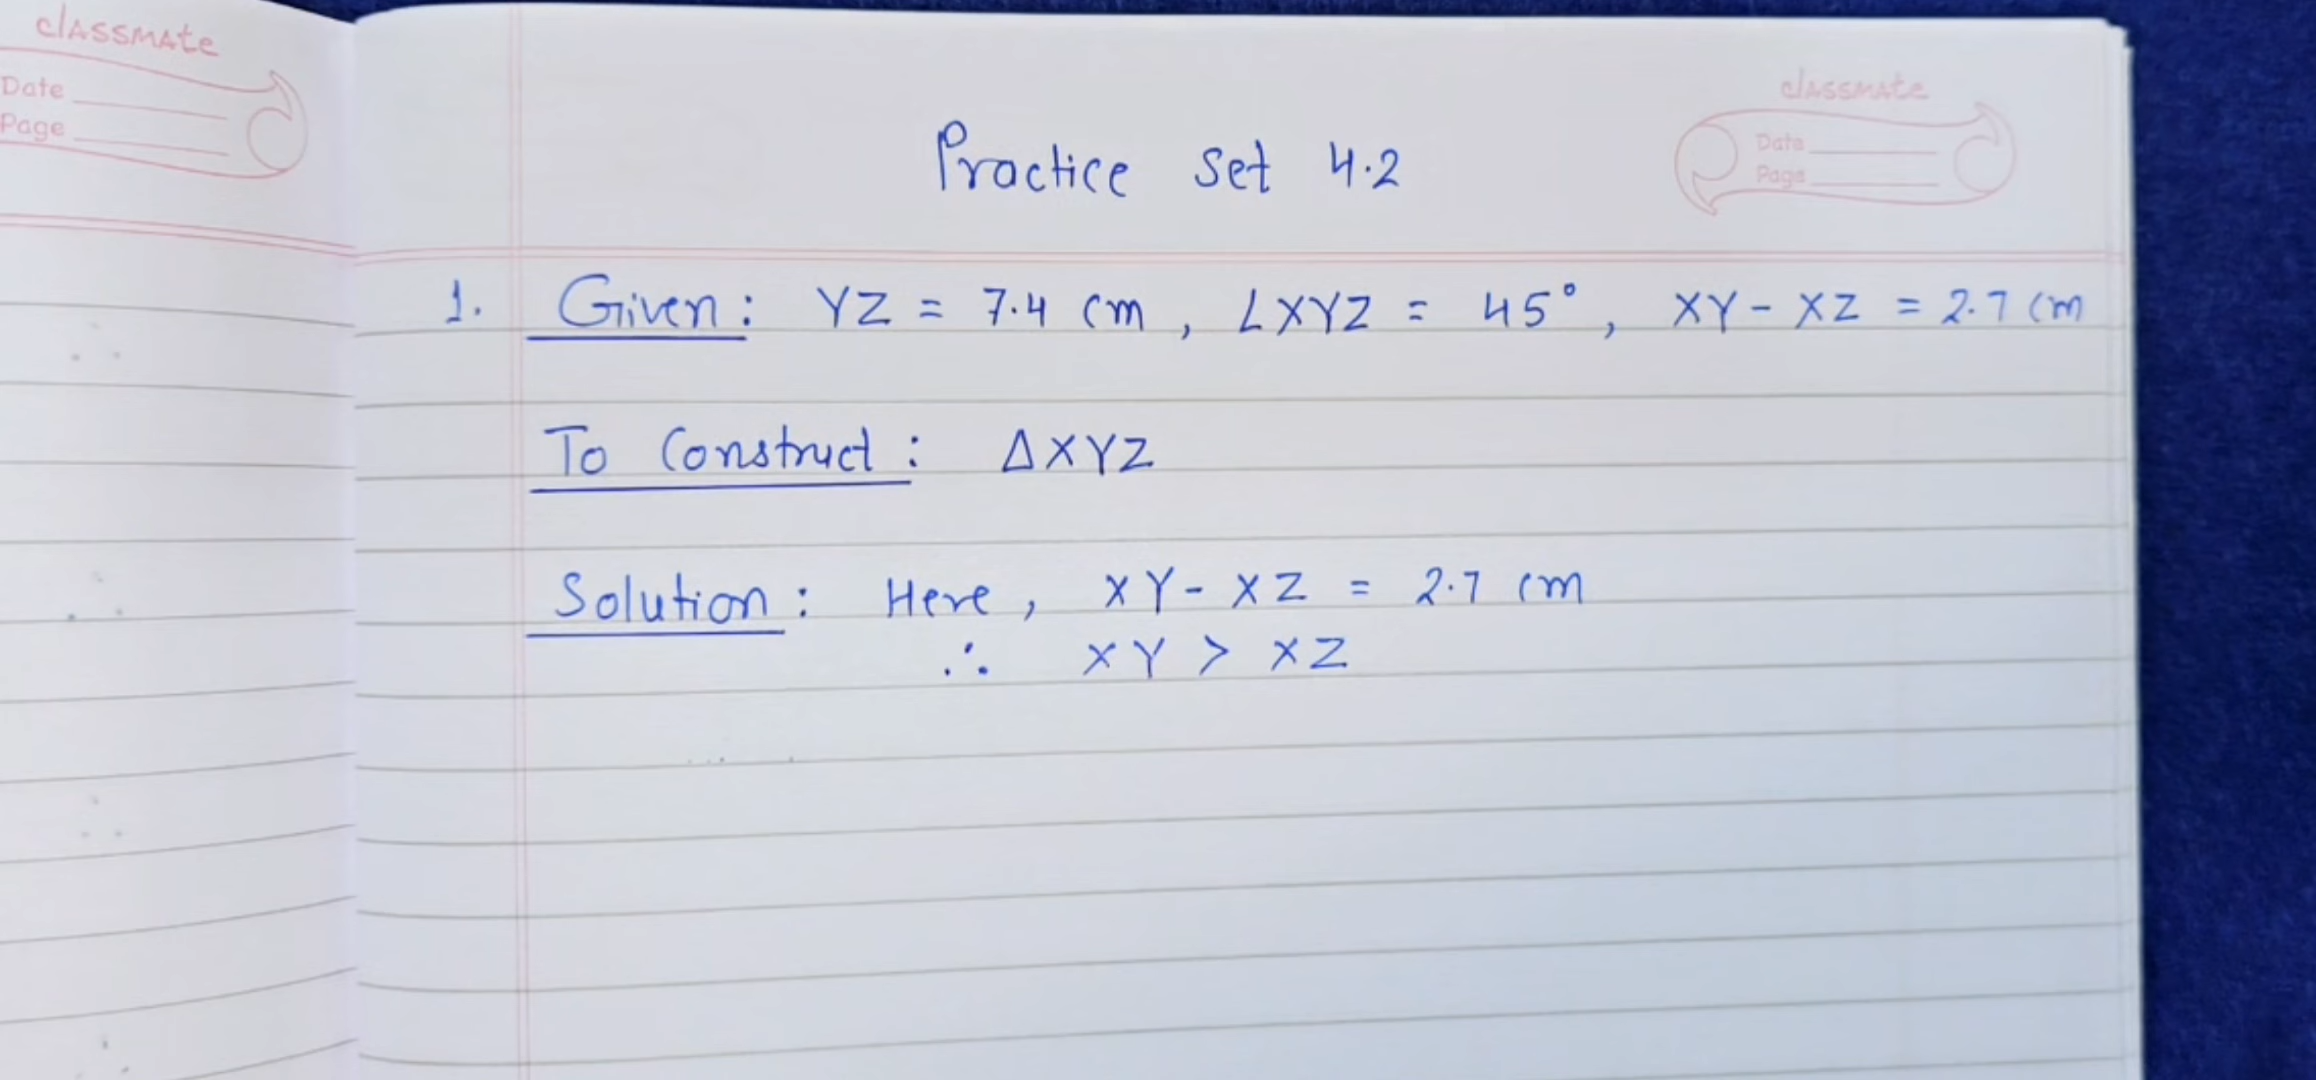 classmate
Date
Page
classmate
Date
Page
Practice set 4.2
1. Given: YZ = 7.4 cm, ∠XYZ = 45°, XY - XZ = 2.7 cm
To Construct: ΔXYZ
Solution: Here, XY - XZ = 2.7 cm
∴ XY > XZ